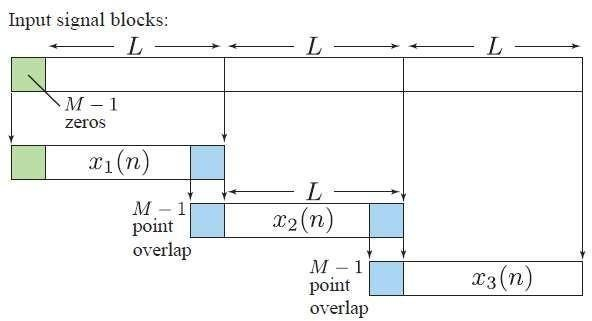 Input signal blocks:
L L L
M − 1
zeros
x₁(n)
L
M − 1
point
overlap
x₂(n)
M − 1
point
overlap
x₃(n)